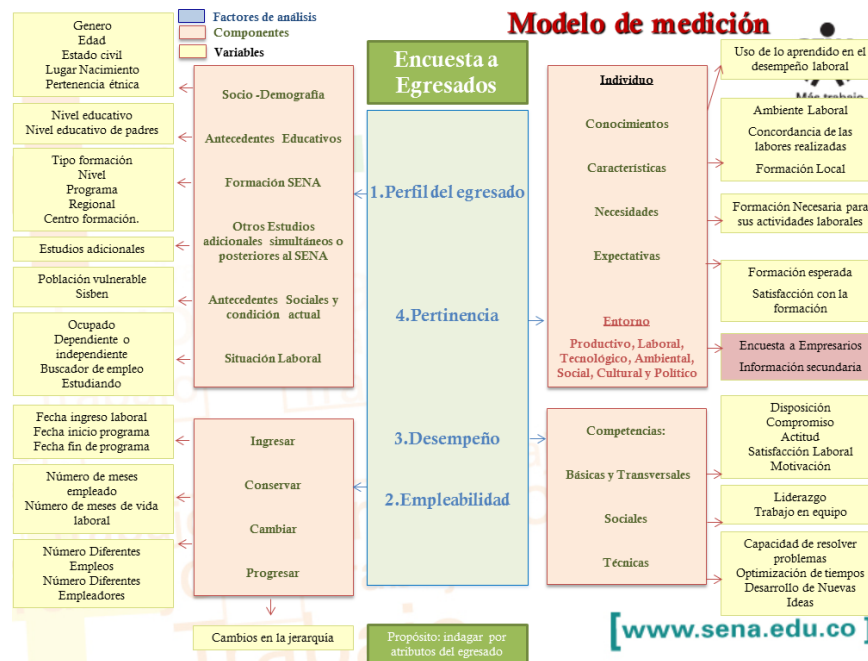 Factores de análisis
Componentes
Variables
Modelo de medición
Genero
Edad
Estado civil
Lugar Nacimiento
Pertenencia étnica
Nivel educativo
Nivel educativo de padres
Tipo formación
Nivel
Programa
Regional
Centro formación.
Estudios adicionales
Población vulnerable
Sisben
Ocupado
Dependiente o
independiente
Buscador de empleo
Estudiando
Fecha ingreso laboral
Fecha inicio programa
Fecha fin de programa
Número de meses
empleado
Número de meses de vida
laboral
Número Diferentes
Empleos
Número Diferentes
Empleadores
Socio -Demografía
Antecedentes Educativos
Formación SENA
Otros Estudios
adicionales simultáneos o
posteriores al SENA
Antecedentes Sociales y
condición actual
Situación Laboral
Ingresar
Conservar
Cambiar
Progresar
Cambios en la jerarquía
Encuesta a
Egresados
1.Perfil del egresado
4.Pertinencia
3.Desempeño
2.Empleabilidad
Propósito: indagar por
atributos del egresado
Individuo
Conocimientos
Características
Necesidades
Expectativas
Entorno
Productivo, Laboral,
Tecnológico, Ambiental,
Social, Cultural y Político
Competencias:
Básicas y Transversales
Sociales
Técnicas
Uso de lo aprendido en el
desempeño laboral
Más trabajo
Ambiente Laboral
Concordancia de las
labores realizadas
Formación Local
Formación Necesaria para
sus actividades laborales
Formación esperada
Satisfacción con la
formación
Encuesta a Empresarios
Información secundaria
Disposición
Compromiso
Actitud
Satisfacción Laboral
Motivación
Liderazgo
Trabajo en equipo
Capacidad de resolver
problemas
Optimización de tiempos
Desarrollo de Nuevas
Ideas
[www.sena.edu.co]